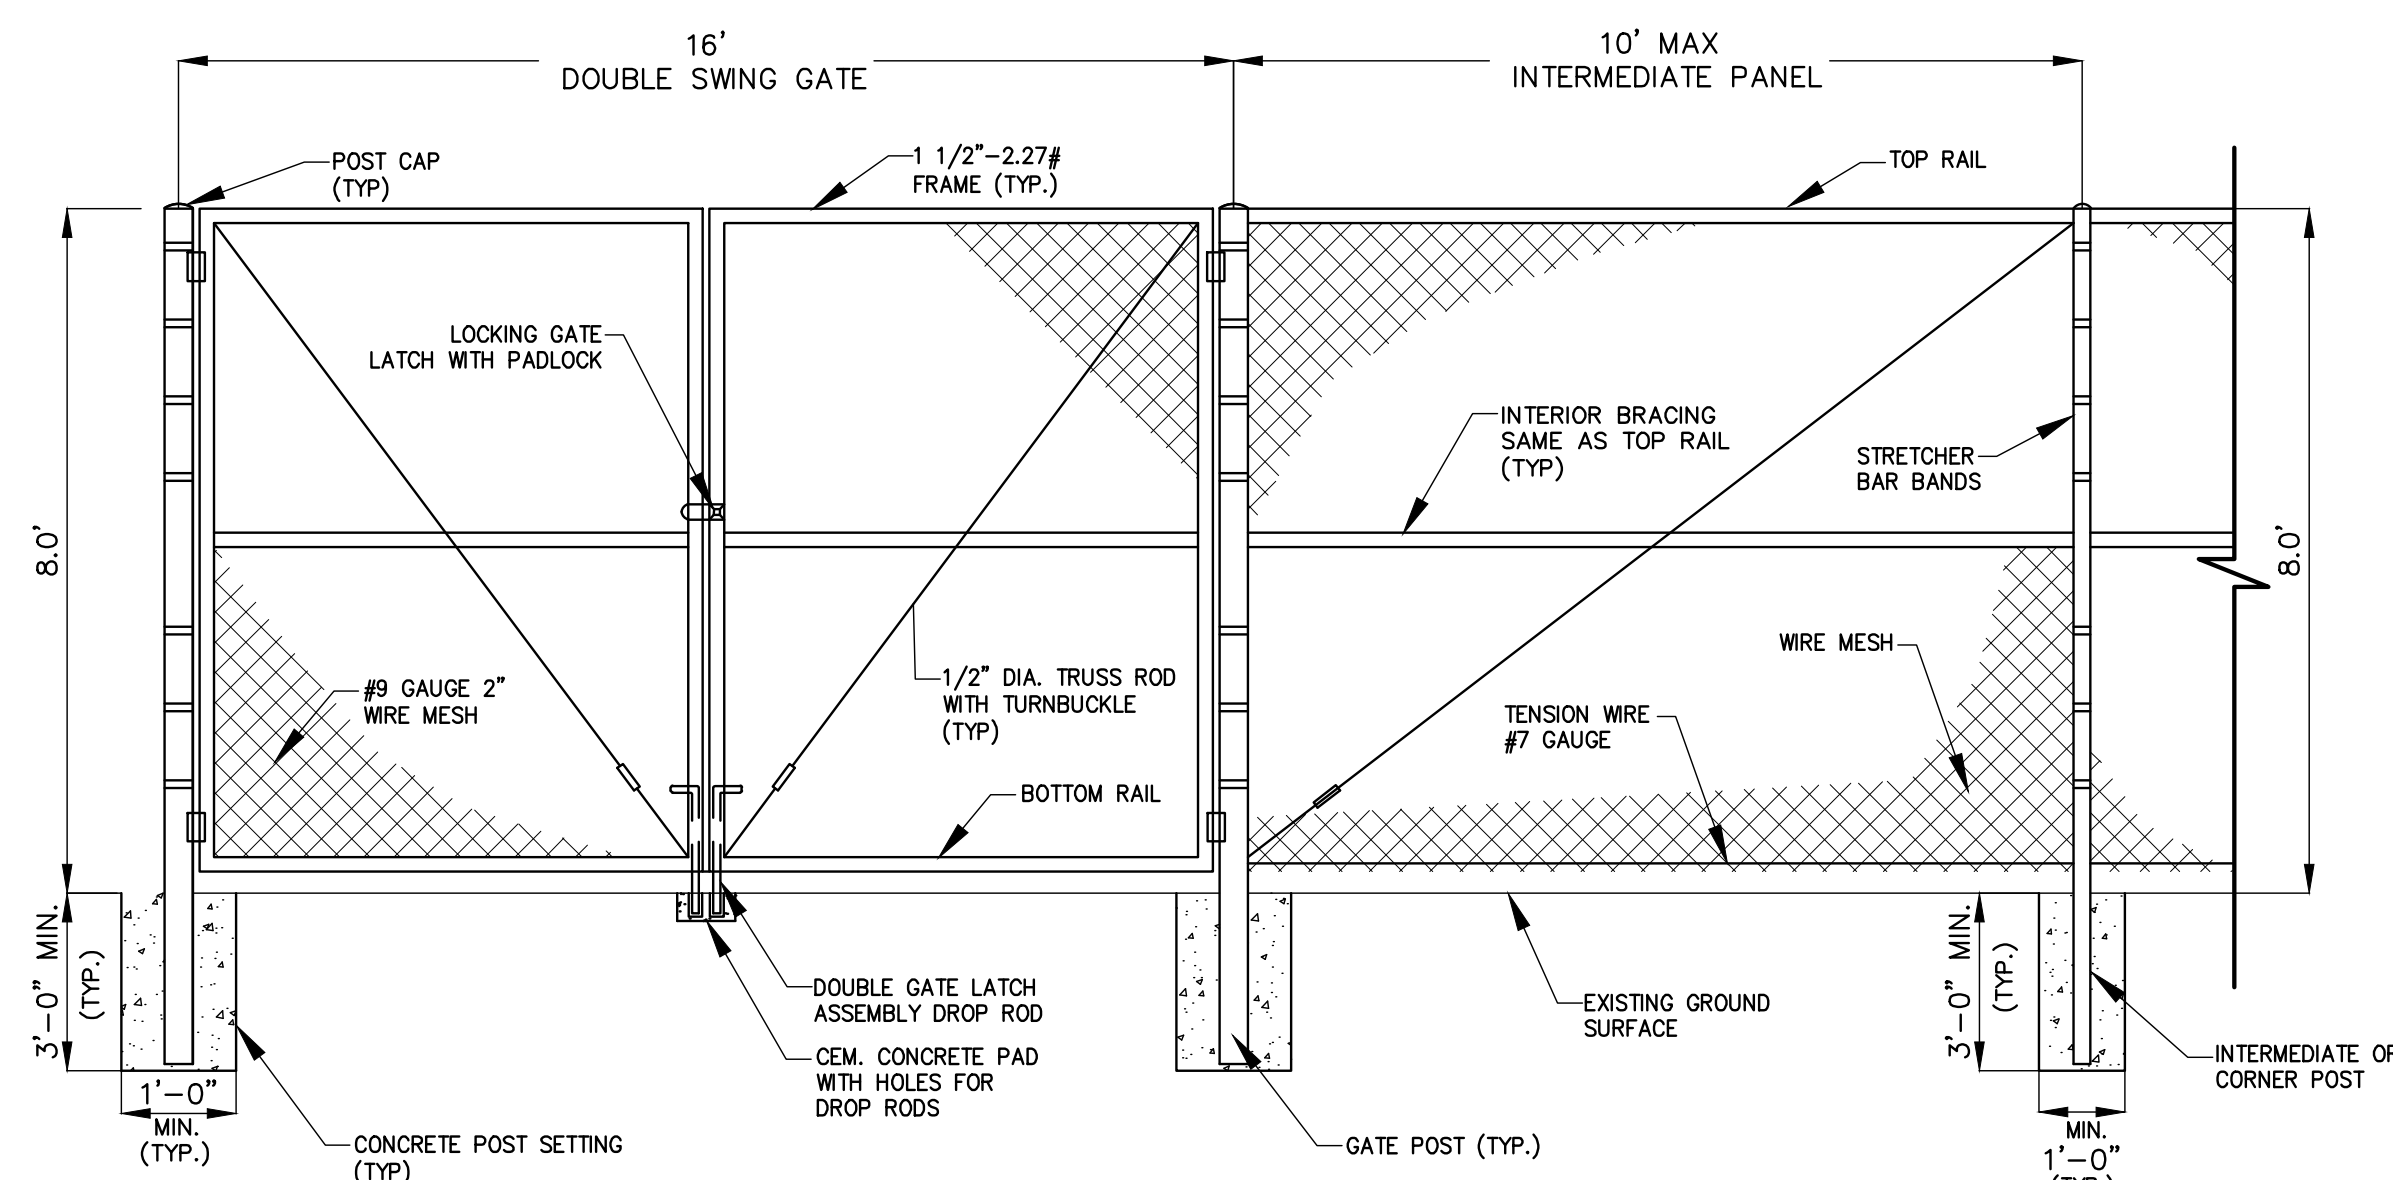 16'
DOUBLE SWING GATE
10' MAX
INTERMEDIATE PANEL
POST CAP
(TYP)
1 1/2"-2.27#
FRAME (TYP.)
TOP RAIL
LOCKING GATE
LATCH WITH PADLOCK
INTERIOR BRACING
SAME AS TOP RAIL
(TYP)
STRETCHER
BAR BANDS
8.0'
8.0'
#9 GAUGE 2"
WIRE MESH
1/2" DIA. TRUSS ROD
WITH TURNBUCKLE
(TYP)
WIRE MESH
TENSION WIRE
#7 GAUGE
BOTTOM RAIL
3'-0" MIN.
(TYP.)
DOUBLE GATE LATCH
ASSEMBLY DROP ROD
EXISTING GROUND
SURFACE
3'-0" MIN.
(TYP.)
CEM. CONCRETE PAD
WITH HOLES FOR
DROP RODS
INTERMEDIATE OR
CORNER POST
1'-0"
MIN.
(TYP.)
CONCRETE POST SETTING
(TYP)
GATE POST (TYP.)
MIN.
1'-0"
(TYP.)